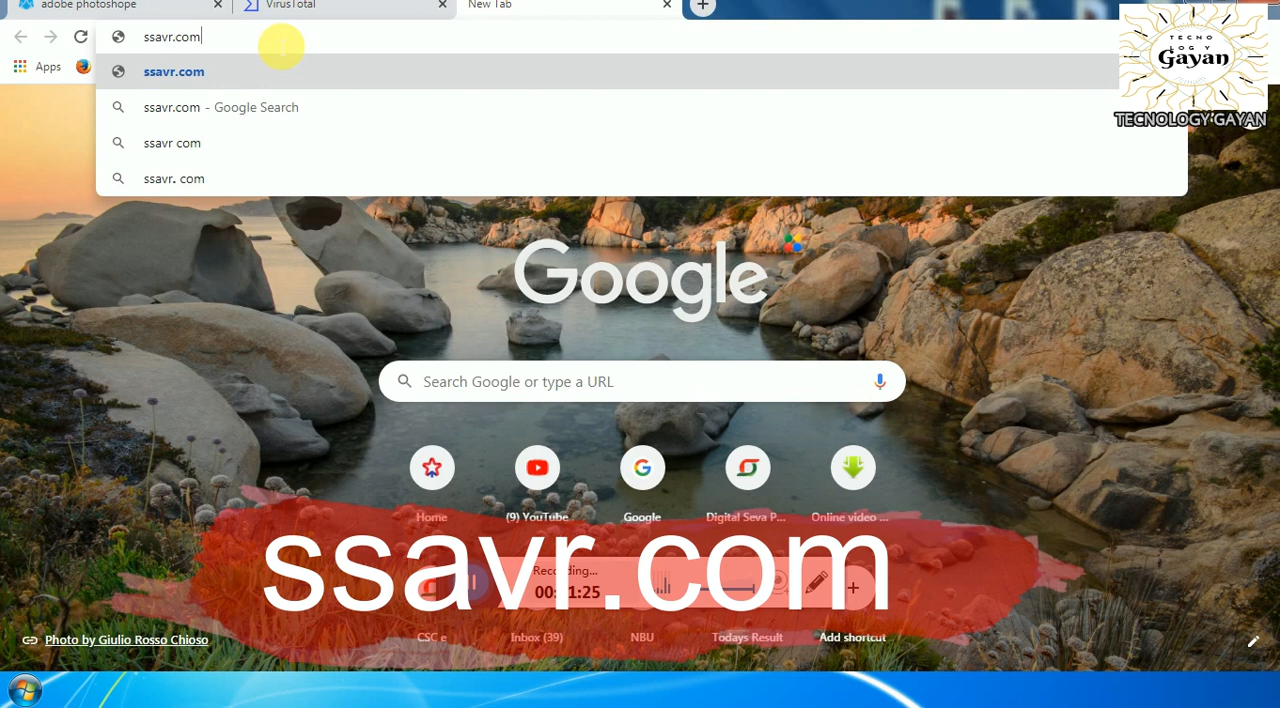 adobe photoshope
VirusTotal
New Tab
ssavr.com
Apps
ssavr.com
ssavr.com - Google Search
ssavr com
ssavr. com
TECNO
LOGY
Gayan
TECNOLOGY GAYAN
Google
Search Google or type a URL
Home
(9) YouTube
Google
Digital Seva P...
Online video ...
ssavr.com
Recording...
CSC e
Inbox (39)
NBU
Todays Result
Add shortcut
Photo by Giulio Rosso Chioso